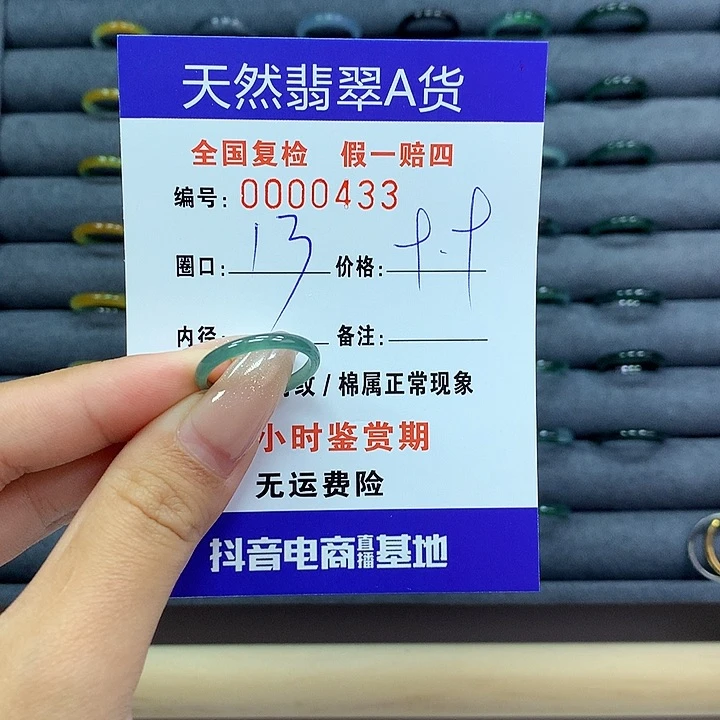 天然翡翠A货
全国复检 假一赔四
编号: 0000433
圈口: 13 价格:
内径 备注:
纹/棉属正常现象
小时鉴赏期
无运费险
抖音电商直播基地